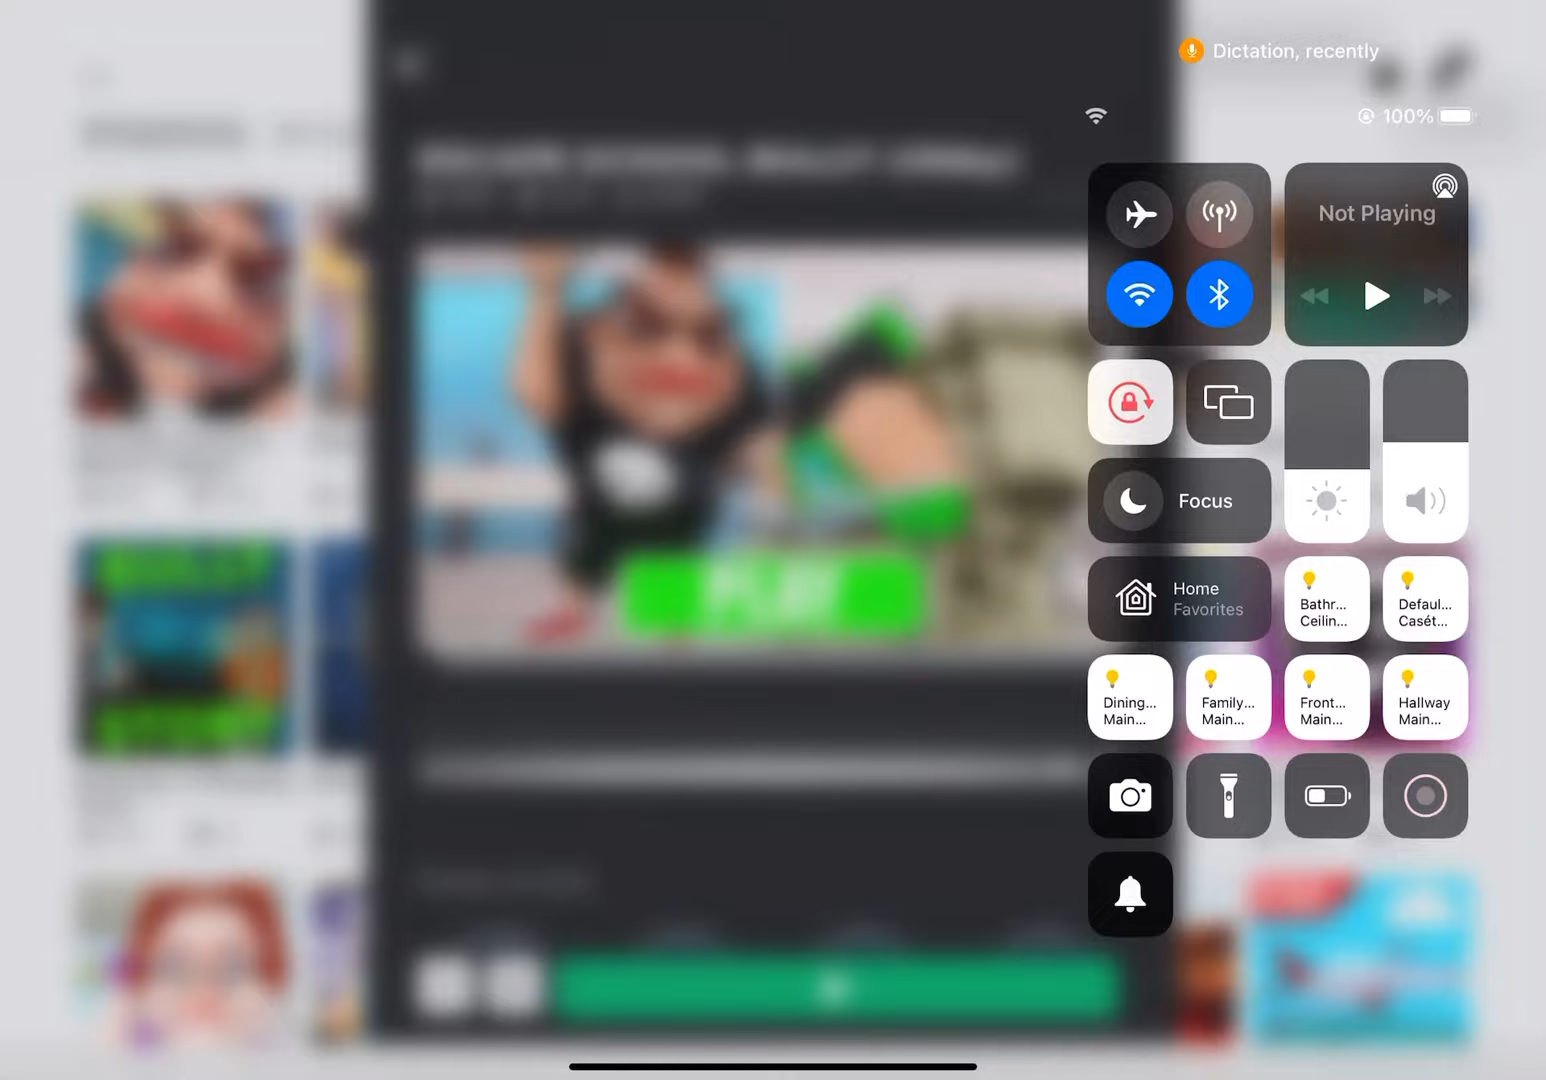 Dictation, recently
100%
Not Playing
Focus
Home
Favorites
Bathr...
Ceilin...
Defaul...
Casét...
Dining...
Main...
Family...
Main...
Front...
Main...
Hallway
Main...
PLAY